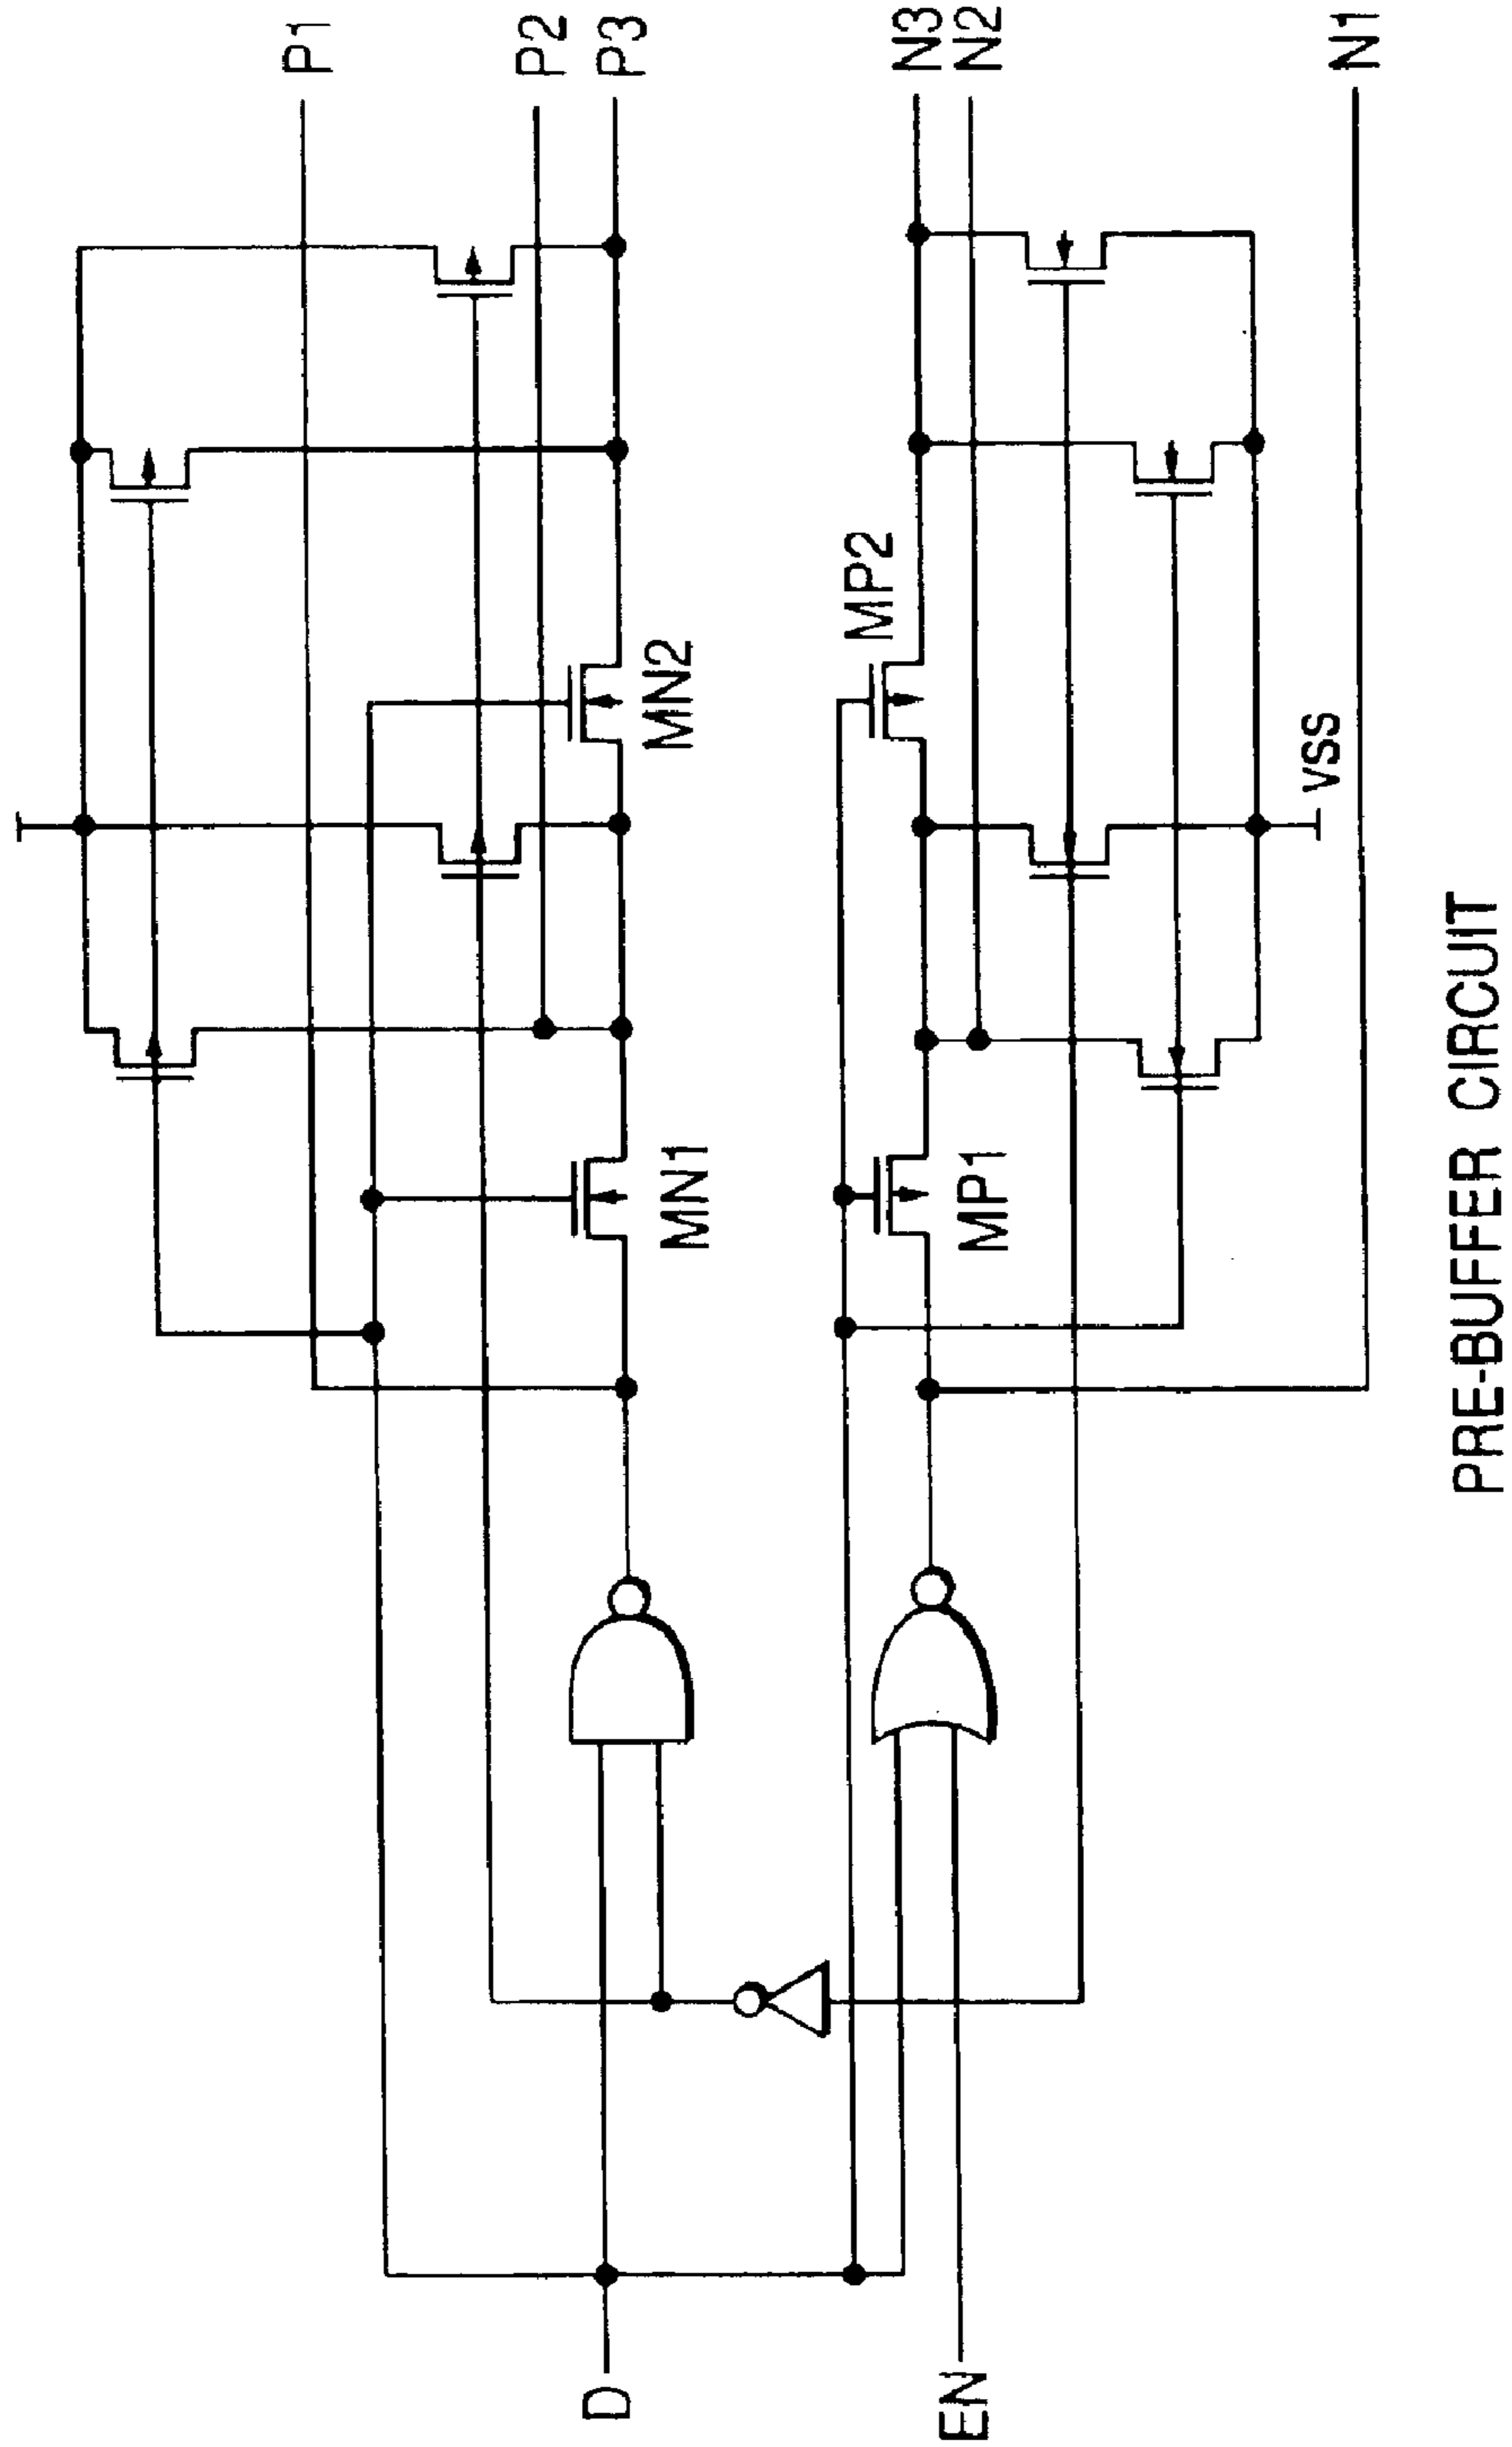 P1
P2
P3
N3
N2
N1
MN2
MP2
VSS
MN1
MP1
D
EN
PRE-BUFFER CIRCUIT